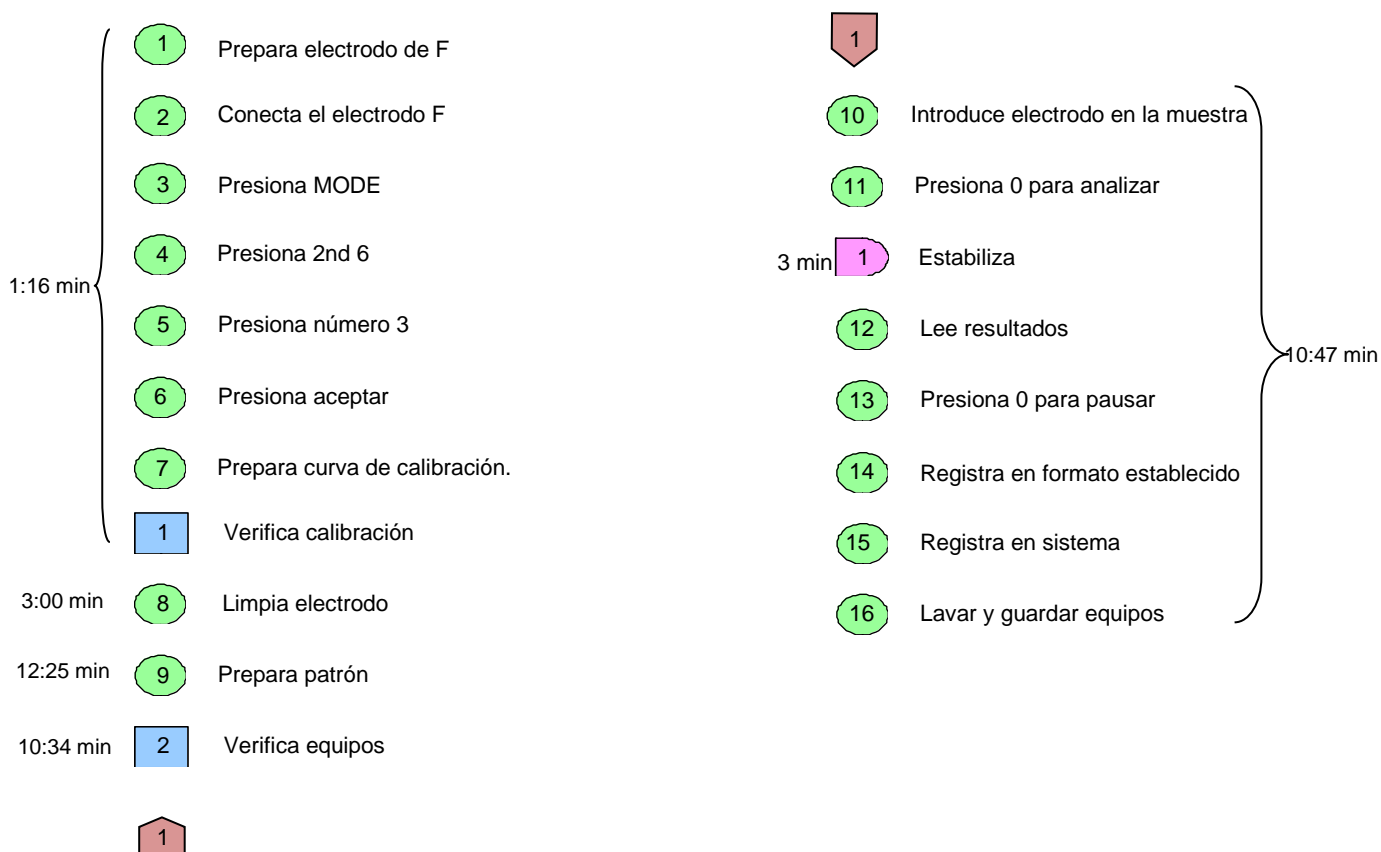 1 Prepara electrodo de F
2 Conecta el electrodo F
3 Presiona MODE
4 Presiona 2nd 6
1:16 min
5 Presiona número 3
6 Presiona aceptar
7 Prepara curva de calibración.
1 Verifica calibración
3:00 min 8 Limpia electrodo
12:25 min 9 Prepara patrón
10:34 min 2 Verifica equipos
1
1
10 Introduce electrodo en la muestra
11 Presiona 0 para analizar
3 min 1 Estabiliza
12 Lee resultados
10:47 min
13 Presiona 0 para pausar
14 Registra en formato establecido
15 Registra en sistema
16 Lavar y guardar equipos